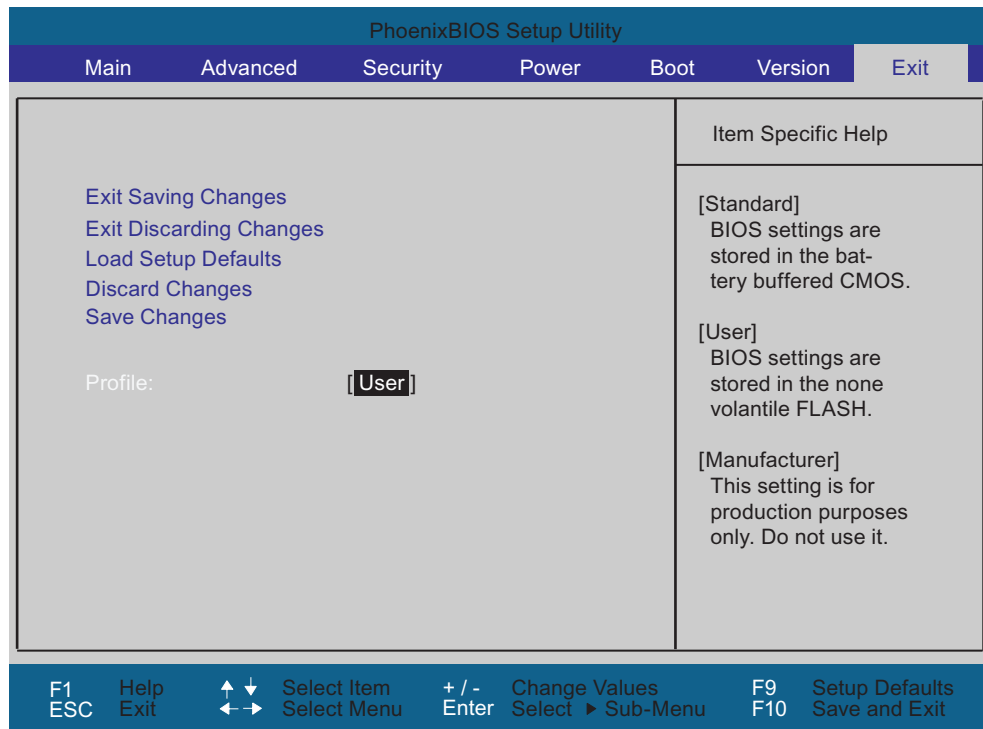 PhoenixBIOS Setup Utility
Main Advanced Security Power Boot Version Exit
Item Specific Help
Exit Saving Changes
Exit Discarding Changes
Load Setup Defaults
Discard Changes
Save Changes
Profile: [User]
[Standard]
BIOS settings are
stored in the bat-
tery buffered CMOS.
[User]
BIOS settings are
stored in the none
volantile FLASH.
[Manufacturer]
This setting is for
production purposes
only. Do not use it.
F1 Help Select Item + / - Change Values F9 Setup Defaults
ESC Exit Select Menu Enter Select ▶ Sub-Menu F10 Save and Exit